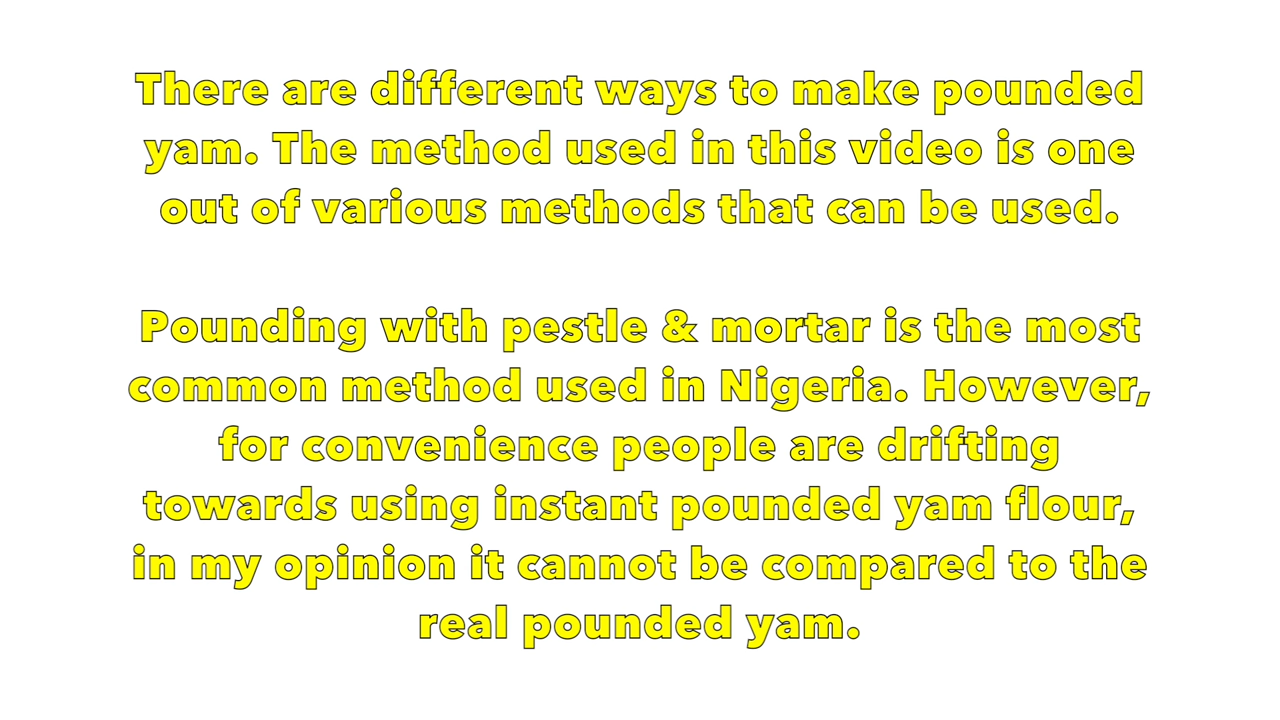 There are different ways to make pounded
yam. The method used in this video is one
out of various methods that can be used.
Pounding with pestle & mortar is the most
common method used in Nigeria. However,
for convenience people are drifting
towards using instant pounded yam flour,
in my opinion it cannot be compared to the
real pounded yam.